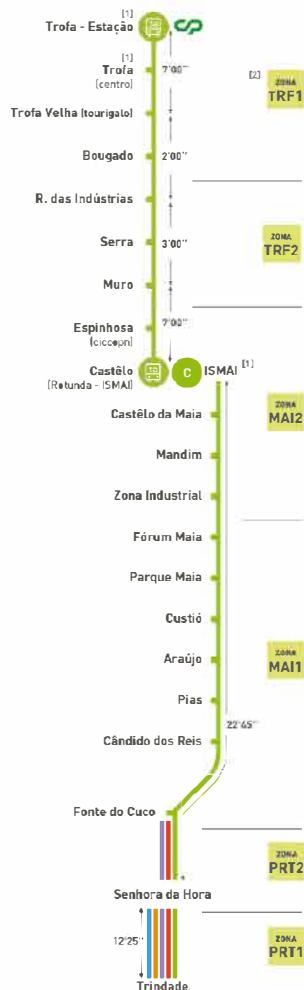 [1]
Trofa - Estação
CP
[1]
Trofa
(centro)
7'00''
[2]
ZONA
TRF1
Trofa Velha (tourigalo)
Bougado
2'00''
R. das Indústrias
Serra
3'00''
ZONA
TRF2
Muro
Espinhosa
(ciccopn)
7'00''
Castêlo
(Rotunda - ISMAI)
C
ISMAI [1]
Castêlo da Maia
ZONA
MAI2
Mandim
Zona Industrial
Fórum Maia
Parque Maia
Custió
Araújo
ZONA
MAI1
Pias
22'45''
Cândido dos Reis
Fonte do Cuco
ZONA
PRT2
Senhora da Hora
12'25''
ZONA
PRT1
Trindade